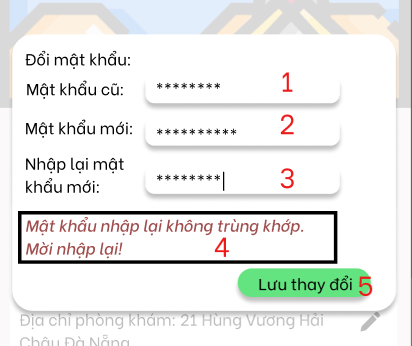 Đổi mật khẩu:
Mật khẩu cũ: ******** 1
Mật khẩu mới: ********** 2
Nhập lại mật
khẩu mới: ******** 3
Mật khẩu nhập lại không trùng khớp.
Mời nhập lại! 4
Lưu thay đổi 5
Địa chỉ phòng khám: 21 Hùng Vương Hải
Châu Đà Nẵng